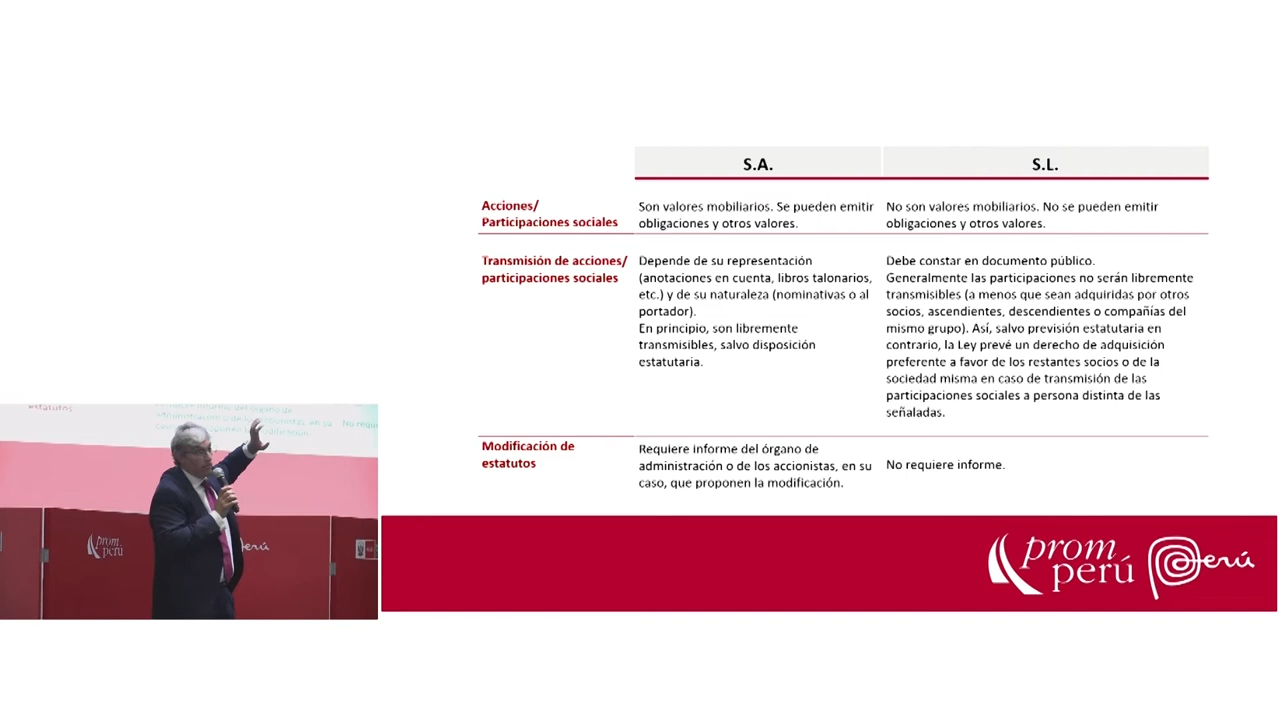 S.A.
S.L.
Acciones/
Participaciones sociales
Son valores mobiliarios. Se pueden emitir
obligaciones y otros valores.
No son valores mobiliarios. No se pueden emitir
obligaciones y otros valores.
Transmisión de acciones/
participaciones sociales
Depende de su representación
(anotaciones en cuenta, libros talonarios,
etc.) y de su naturaleza (nominativas o al
portador).
En principio, son libremente
transmisibles, salvo disposición
estatutaria.
Debe constar en documento público.
Generalmente las participaciones no serán libremente
transmisibles (a menos que sean adquiridas por otros
socios, ascendientes, descendientes o compañías del
mismo grupo). Así, salvo previsión estatutaria en
contrario, la Ley prevé un derecho de adquisición
preferente a favor de los restantes socios o de la
sociedad misma en caso de transmisión de las
participaciones sociales a persona distinta de las
señaladas.
Modificación de
estatutos
Requiere informe del órgano de
administración o de los accionistas, en su
caso, que proponen la modificación.
No requiere informe.
prom
perú
Perú
estatutos
No requi
prom
perú
erú